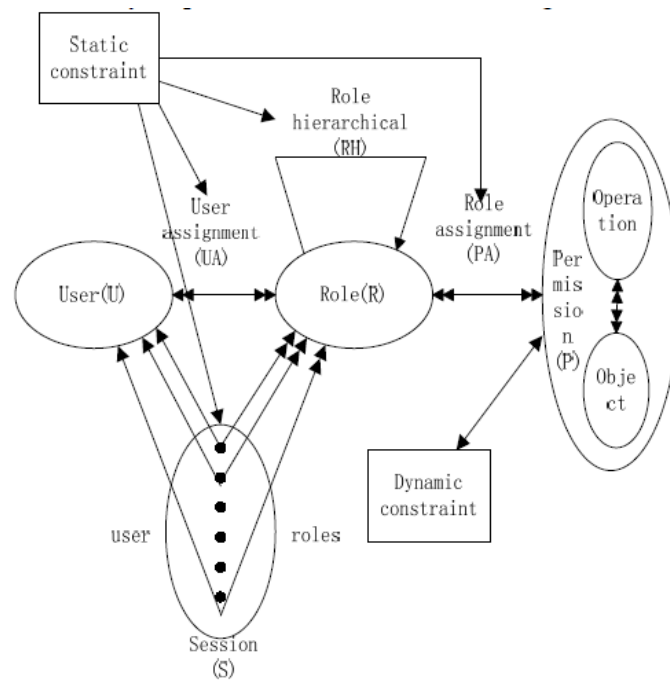 Static
constraint
Role
hierarchical
(RH)
User
assignment
(UA)
Role
assignment
(PA)
Opera
tion
User(U)
Role(R)
Per
mis
sio
n
(P)
Obje
ct
Dynamic
constraint
user
roles
Session
(S)